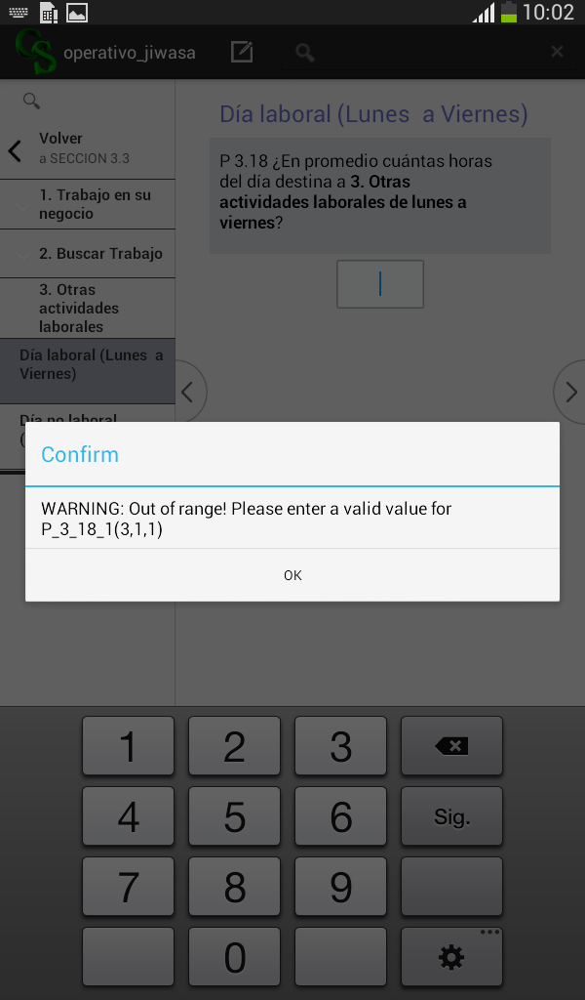 10:02
CS operativo_jiwasa
Volver
a SECCION 3.3
1. Trabajo en su
negocio
2. Buscar Trabajo
3. Otras
actividades
laborales
Día laboral (Lunes a
Viernes)
Día no laboral
(
Día laboral (Lunes a Viernes)
P 3.18 ¿En promedio cuántas horas
del día destina a 3. Otras
actividades laborales de lunes a
viernes?
Confirm
WARNING: Out of range! Please enter a valid value for
P_3_18_1(3,1,1)
OK
1 2 3
4 5 6 Sig.
7 8 9
0